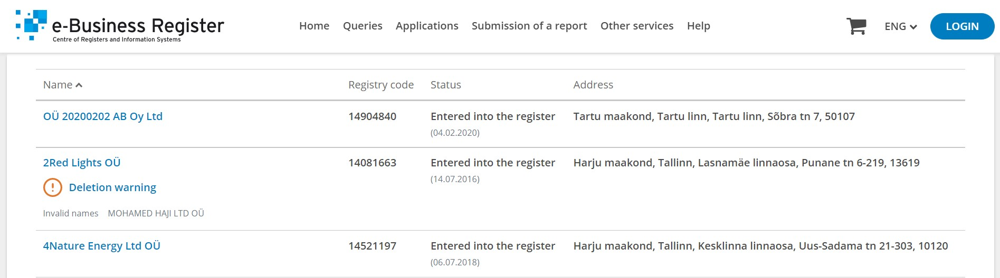 e-Business Register
Centre of Registers and Information Systems
Home Queries Applications Submission of a report Other services Help
ENG
LOGIN
Name Registry code Status Address
OÜ 20200202 AB Oy Ltd 14904840 Entered into the register Tartu maakond, Tartu linn, Tartu linn, Sõbra tn 7, 50107
(04.02.2020)
2Red Lights OÜ 14081663 Entered into the register Harju maakond, Tallinn, Lasnamäe linnaosa, Punane tn 6-219, 13619
(14.07.2016)
Deletion warning
Invalid names MOHAMED HAJI LTD OÜ
4Nature Energy Ltd OÜ 14521197 Entered into the register Harju maakond, Tallinn, Kesklinna linnaosa, Uus-Sadama tn 21-303, 10120
(06.07.2018)